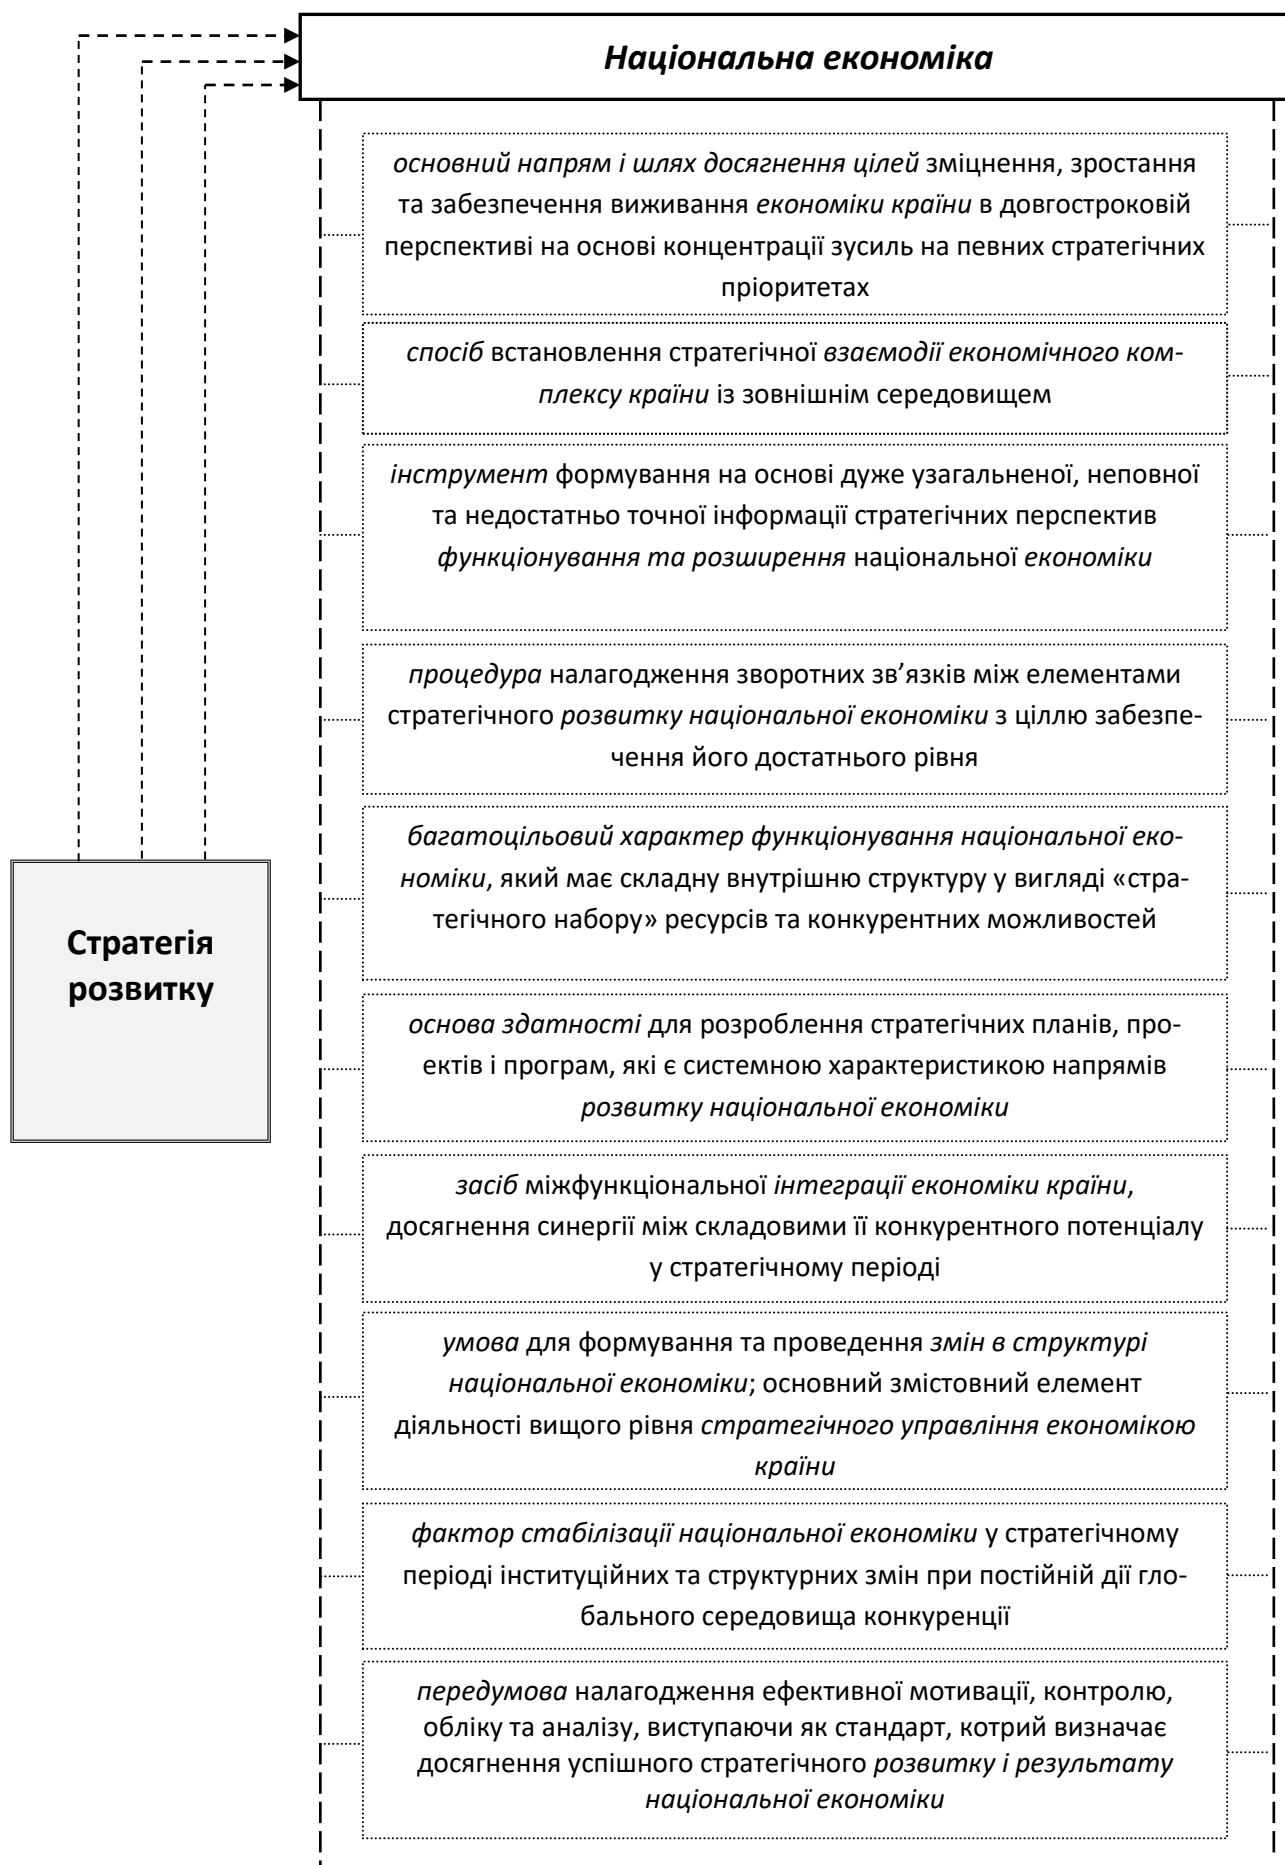 Національна економіка
основний напрям і шлях досягнення цілей зміцнення, зростання
та забезпечення виживання економіки країни в довгостроковій
перспективі на основі концентрації зусиль на певних стратегічних
пріоритетах
спосіб встановлення стратегічної взаємодії економічного ком-
плексу країни із зовнішнім середовищем
інструмент формування на основі дуже узагальненої, неповної
та недостатньо точної інформації стратегічних перспектив
функціонування та розширення національної економіки
процедура налагодження зворотних зв’язків між елементами
стратегічного розвитку національної економіки з ціллю забезпе-
чення його достатнього рівня
багатоцільовий характер функціонування національної еко-
номіки, який має складну внутрішню структуру у вигляді «стра-
тегічного набору» ресурсів та конкурентних можливостей
Стратегія
розвитку
основа здатності для розроблення стратегічних планів, про-
ектів і програм, які є системною характеристикою напрямів
розвитку національної економіки
засіб міжфункціональної інтеграції економіки країни,
досягнення синергії між складовими її конкурентного потенціалу
у стратегічному періоді
умова для формування та проведення змін в структурі
національної економіки; основний змістовний елемент
діяльності вищого рівня стратегічного управління економікою
країни
фактор стабілізації національної економіки у стратегічному
періоді інституційних та структурних змін при постійній дії гло-
бального середовища конкуренції
передумова налагодження ефективної мотивації, контролю,
обліку та аналізу, виступаючи як стандарт, котрий визначає
досягнення успішного стратегічного розвитку і результату
національної економіки